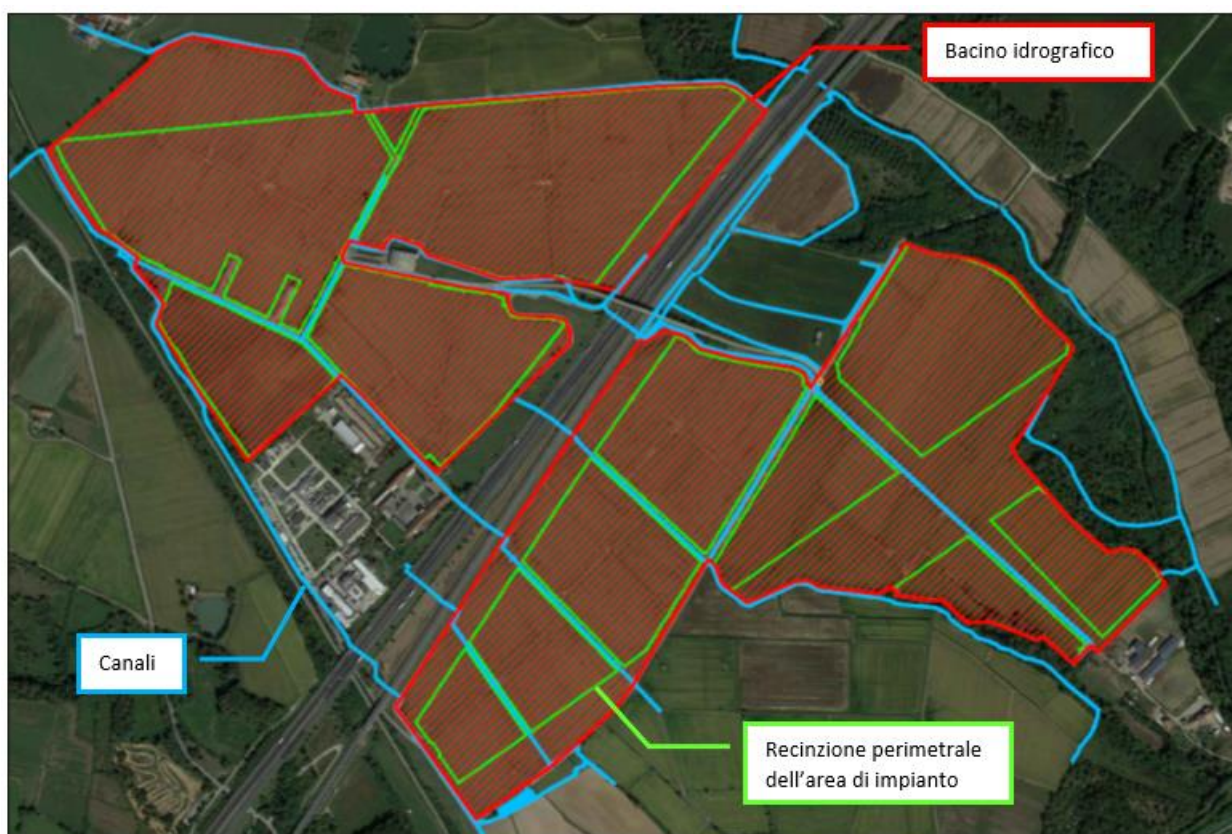 Bacino idrografico
Canali
Recinzione perimetrale
dell'area di impianto